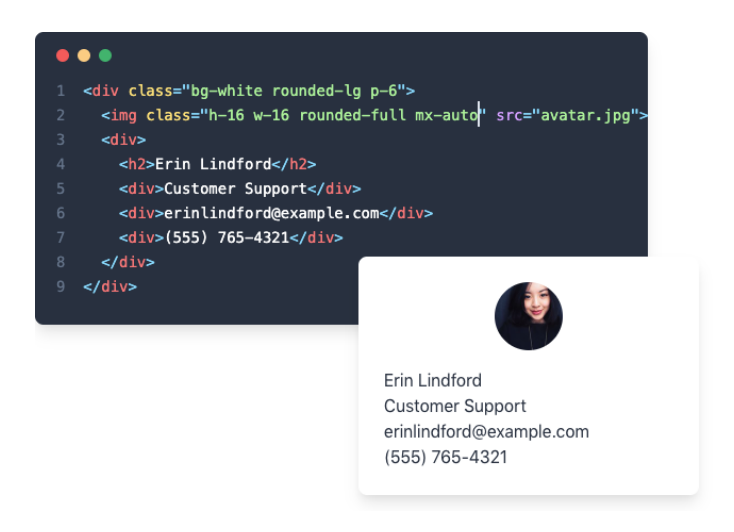 1 <div class="bg-white rounded-lg p-6">
2 <img class="h-16 w-16 rounded-full mx-auto" src="avatar.jpg">
3 <div>
4 <h2>Erin Lindford</h2>
5 <div>Customer Support</div>
6 <div>erinlindford@example.com</div>
7 <div>(555) 765-4321</div>
8 </div>
9 </div>
Erin Lindford
Customer Support
erinlindford@example.com
(555) 765-4321